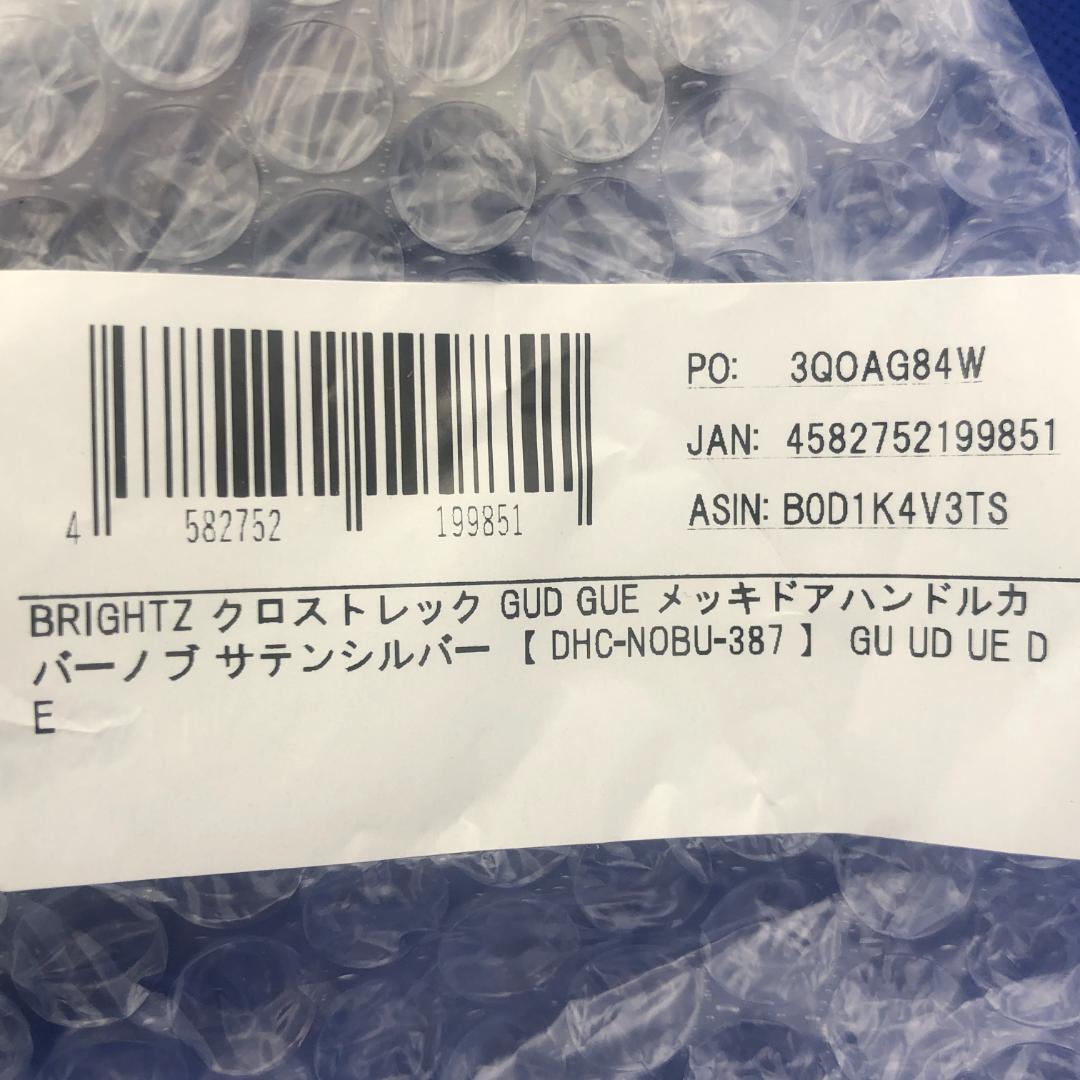 PO: 3QOAG84W
JAN: 4582752199851
ASIN: B0D1K4V3TS
4 582752 199851
BRIGHTZ クロストレック GUD GUE メッキドアハンドルカ
バーノブ サテンシルバー 【 DHC-NOBU-387 】 GU UD UE D
E